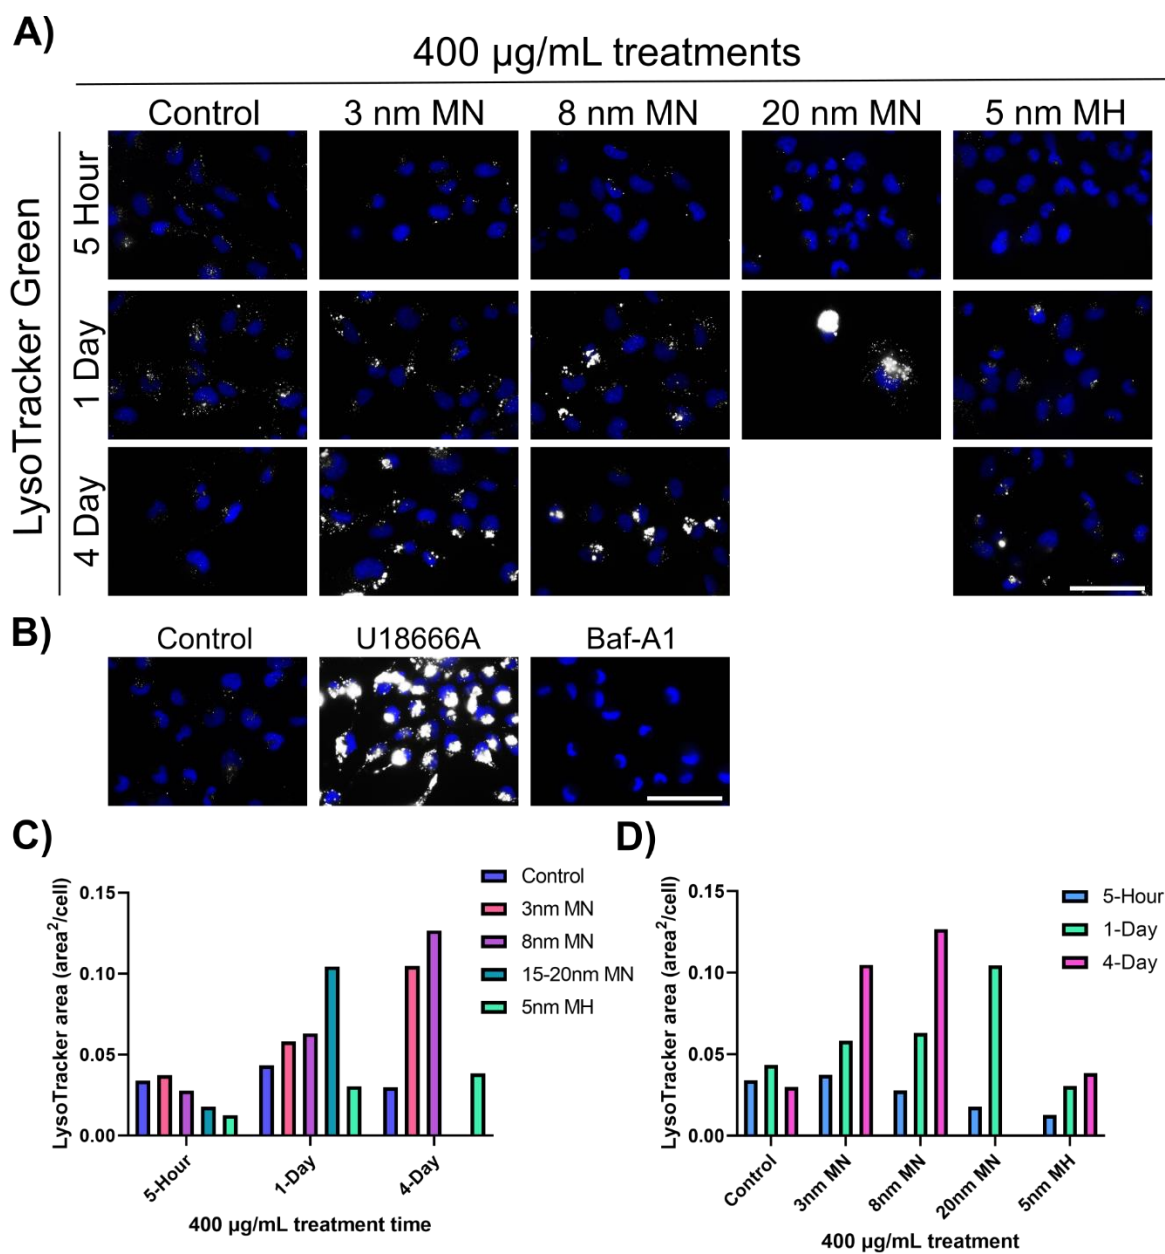 A)
400 µg/mL treatments
Control 3 nm MN 8 nm MN 20 nm MN 5 nm MH
LysoTracker Green
5 Hour
1 Day
4 Day
B)
Control U18666A Baf-A1
C)
LysoTracker area (area²/cell)
0.15
0.10
0.05
0.00
5-Hour 1-Day 4-Day
400 µg/mL treatment time
Control
3nm MN
8nm MN
15-20nm MN
5nm MH
D)
LysoTracker area (area²/cell)
0.15
0.10
0.05
0.00
Control 3nm MN 8nm MN 20nm MN 5nm MH
400 µg/mL treatment
5-Hour
1-Day
4-Day